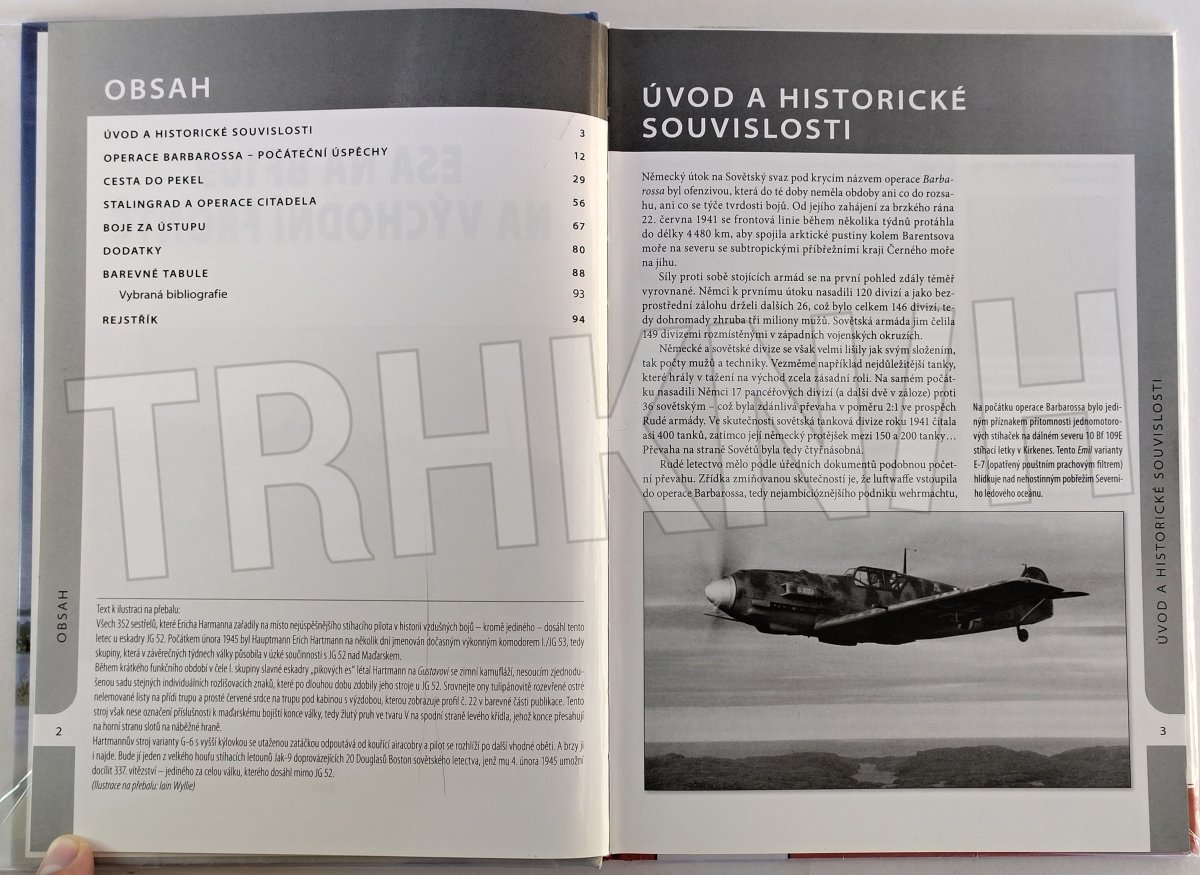 OBSAH
ÚVOD A HISTORICKÉ SOUVISLOSTI 3
OPERACE BARBAROSSA – POČÁTEČNÍ ÚSPĚCHY 12
CESTA DO PEKEL 29
STALINGRAD A OPERACE CITADELA 56
BOJE ZA ÚSTUPU 67
DODATKY 80
BAREVNÉ TABULE 88
Vybraná bibliografie 93
REJSTŘÍK 94
Text k ilustraci na přebalu:
Všech 352 sestřelů, které Ericha Harmanna zařadily na místo nejúspěšnějšího stíhacího pilota v historii vzdušných bojů – kromě jediného – dosáhl tento
letec u eskadry JG 52. Počátkem února 1945 byl Hauptmann Erich Hartmann na několik dní jmenován dočasným výkonným komodorem I./JG 53, tedy
skupiny, která v závěrečných týdnech války působila v úzké součinnosti s JG 52 nad Maďarskem.
Během krátkého funkčního období v čele I. skupiny slavné eskadry „pikových es“ létal Hartmann na Gustavovi se zimní kamufláží, nesoucím zjednodu-
šenou sadu stejných individuálních rozlišovacích znaků, které po dlouhou dobu zdobily jeho stroje u JG 52. Srovnejte ony tulipánovitě rozevřené ostré
nelemované listy na přídi trupu a prosté červené srdce na trupu pod kabinou s výzdobou, kterou zobrazuje profil č. 22 v barevné části publikace. Tento
stroj však nese označení příslušnosti k maďarskému bojišti konce války, tedy žlutý pruh ve tvaru V na spodní straně levého křídla, jehož konce přesahují
na horní stranu slotů na náběžné hraně.
Hartmannův stroj varianty G-6 s vyšší kýlovkou se utaženou zatáčkou odpoutává od kouřící airacobry a pilot se rozhlíží po další vhodné oběti. A brzy ji
i najde. Bude jí jeden z velkého houfu stíhacích letounů Jak-9 doprovázejících 20 Douglasů Boston sovětského letectva, jenž mu 4. února 1945 umožní
docílit 337. vítězství – jediného za celou válku, kterého dosáhl mimo JG 52.
(Ilustrace na přebalu: Iain Wyllie)
OBSAH
2
ÚVOD A HISTORICKÉ
SOUVISLOSTI
Německý útok na Sovětský svaz pod krycím názvem operace Barba-
rossa byl ofenzivou, která do té doby neměla obdoby ani co do rozsa-
hu, ani co se týče tvrdosti bojů. Od jejího zahájení za brzkého rána
22. června 1941 se frontová linie během několika týdnů protáhla
do délky 4 480 km, aby spojila arktické pustiny kolem Barentsova
moře na severu se subtropickými příbřežními kraji Černého moře
na jihu.
Síly proti sobě stojících armád se na první pohled zdály téměř
vyrovnané. Němci k prvnímu útoku nasadili 120 divizí a jako bez-
prostřední zálohu drželi dalších 26, což bylo celkem 146 divizí, te-
dy dohromady zhruba tři miliony mužů. Sovětská armáda jim čelila
149 divizemi rozmístěnými v západních vojenských okruzích.
Německé a sovětské divize se však velmi lišily jak svým složením,
tak počty mužů a techniky. Vezměme například nejdůležitější tanky,
které hrály v tažení na východ zcela zásadní roli. Na samém počát-
ku nasadili Němci 17 pancéřových divizí (a další dvě v záloze) proti
36 sovětským – což byla zdánlivá převaha v poměru 2:1 ve prospěch
Rudé armády. Ve skutečnosti sovětská tanková divize roku 1941 čítala
asi 400 tanků, zatímco její německý protějšek mezi 150 a 200 tanky…
Převaha na straně Sovětů byla tedy čtyřnásobná.
Rudé letectvo mělo podle úředních dokumentů podobnou počet-
ní převahu. Zřídka zmiňovanou skutečností je, že luftwaffe vstoupila
do operace Barbarossa, tedy nejambicióznějšího podniku wehrmachtu,
Na počátku operace Barbarossa bylo jedi-
ným příznakem přítomnosti jednomotoro-
vých stíhaček na dálném severu 10 Bf 109E
stíhací letky v Kirkenes. Tento Emil varianty
E-7 (opatřený pouštním prachovým filtrem)
hlídkuje nad nehostinným pobřežím Severní-
ho ledového oceánu.
ÚVOD A HISTORICKÉ SOUVISLOSTI
3
TRHKNIH